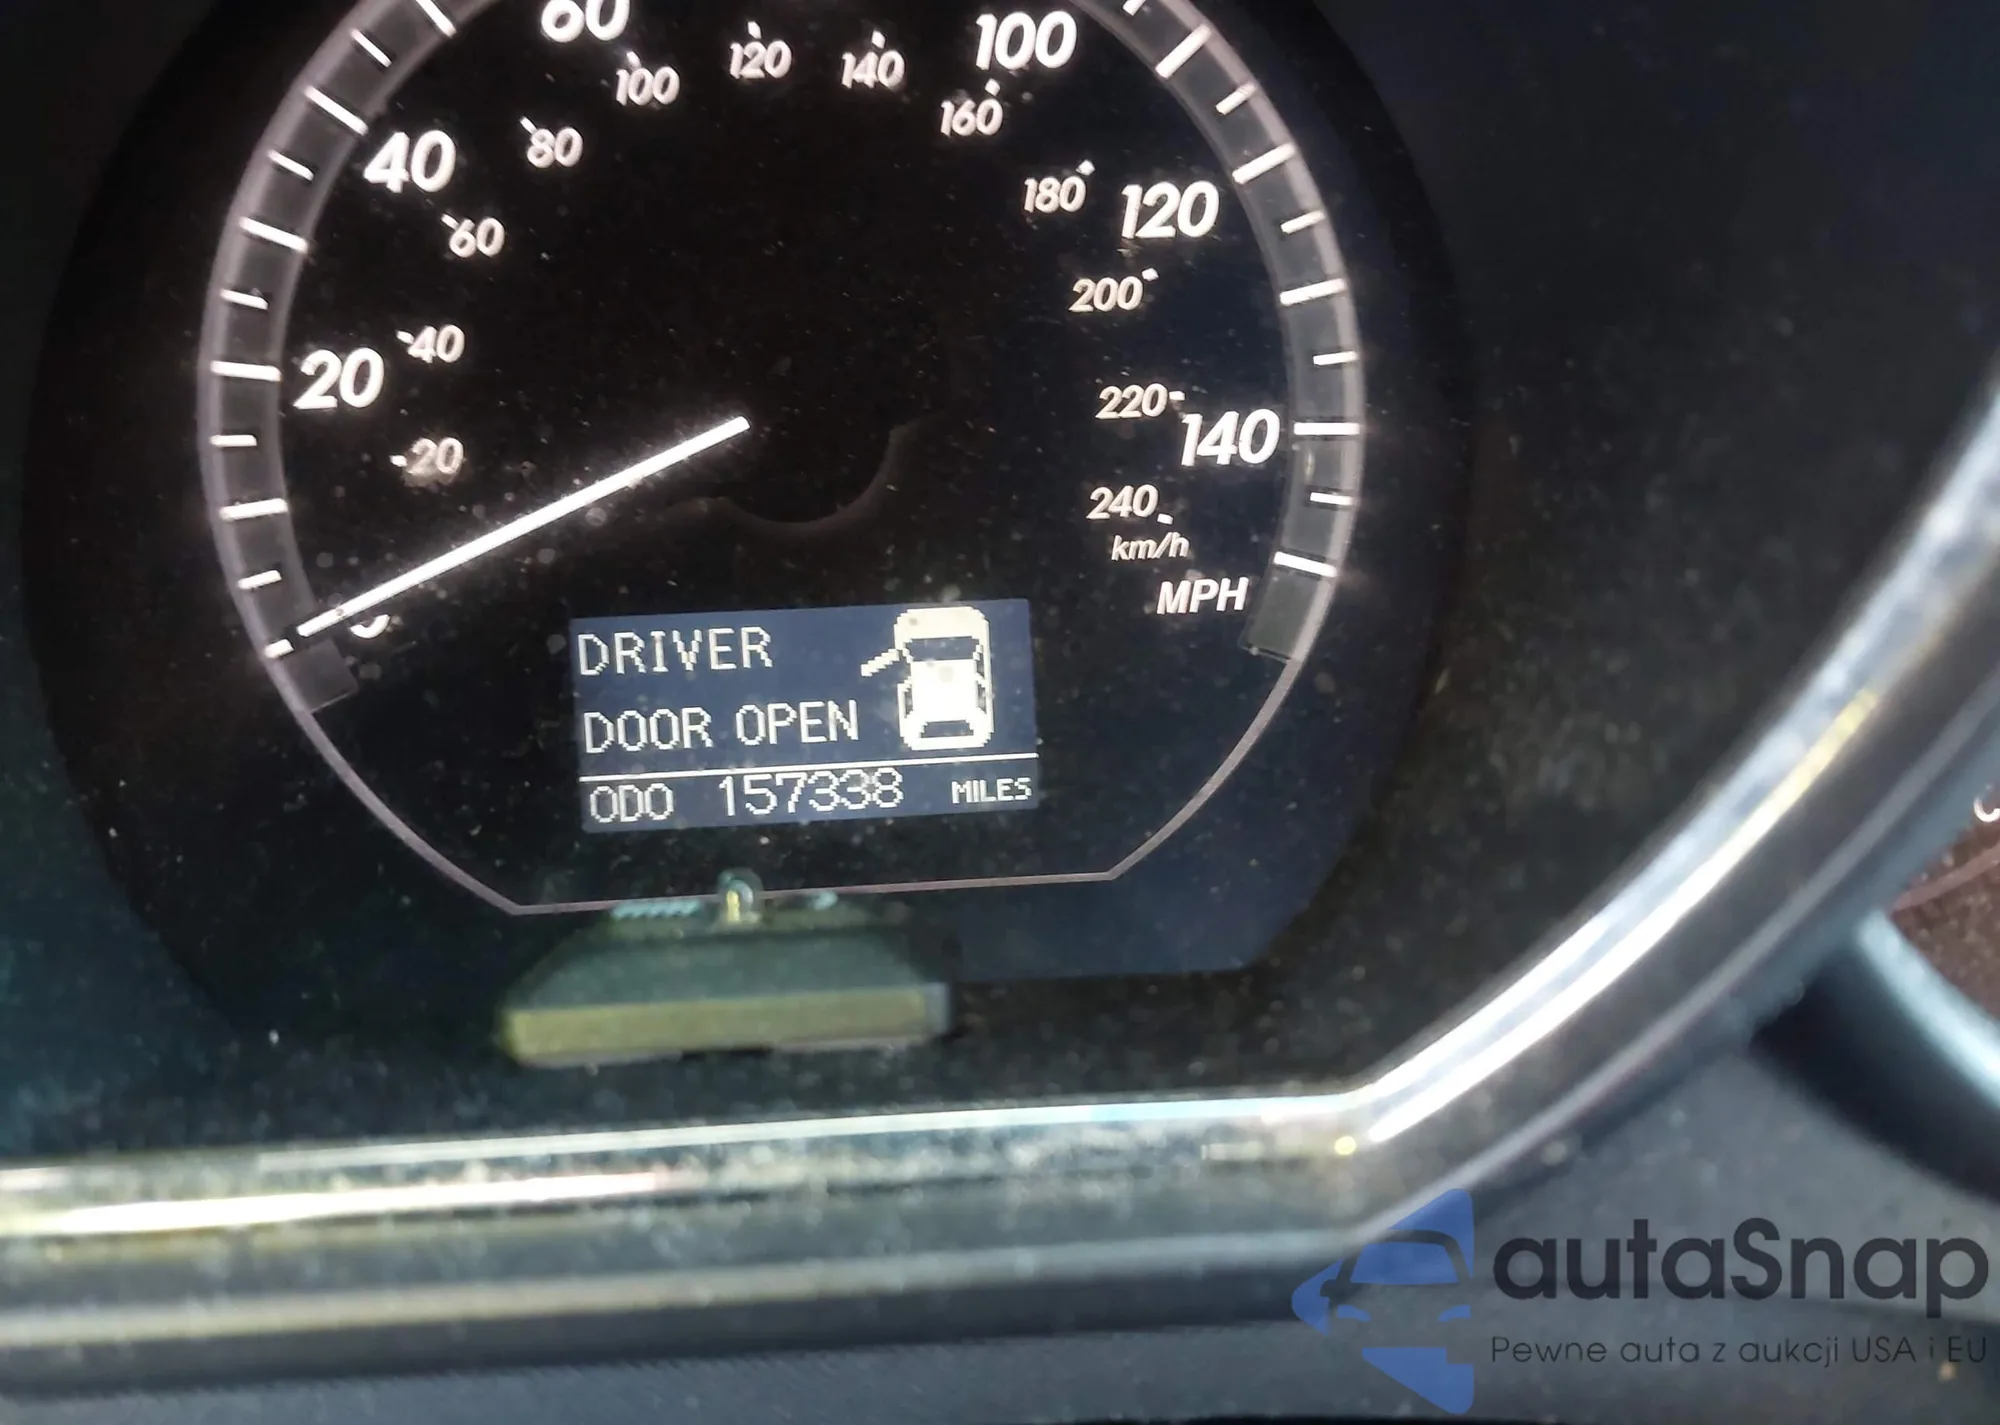 60
100
120
140
100
160
80
40
60
180
120
200
20
40
220
140
20
240
km/h
MPH
DRIVER
DOOR OPEN
ODO 157338 MILES
autaSnap
Pewne auta z aukcji USA i EU